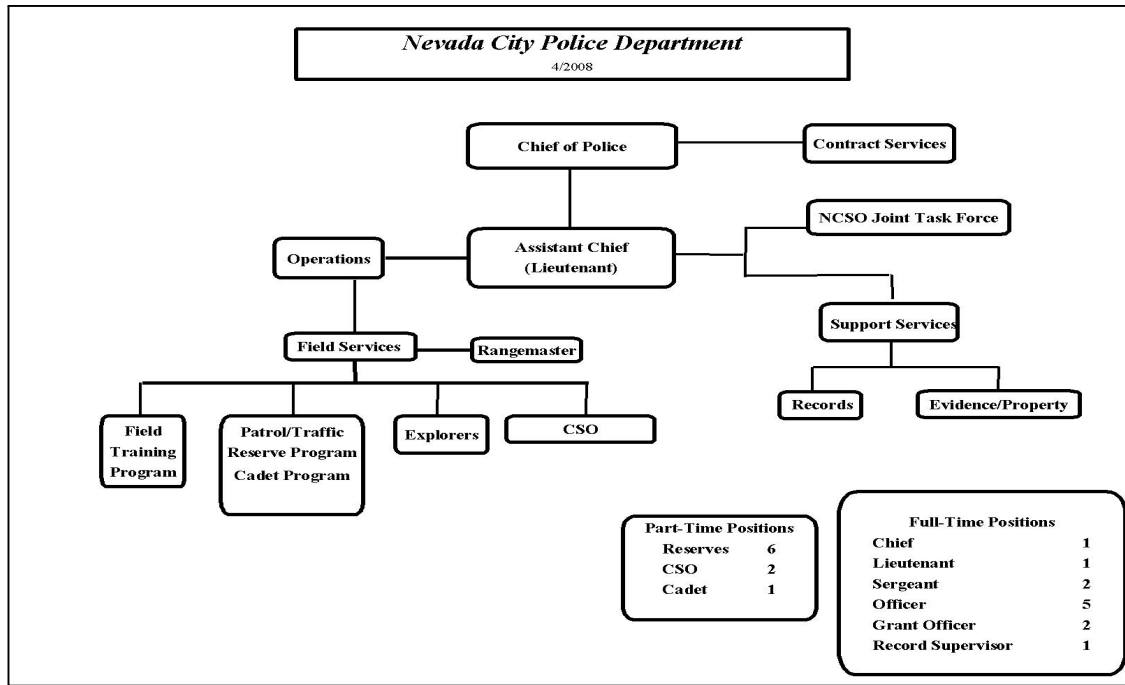 Nevada City Police Department
4/2008
Chief of Police
Contract Services
NCSO Joint Task Force
Assistant Chief
(Lieutenant)
Operations
Support Services
Field Services
Rangemaster
Records
Evidence/Property
Field
Training
Program
Patrol/Traffic
Reserve Program
Cadet Program
Explorers
CSO
Part-Time Positions
Reserves 6
CSO 2
Cadet 1
Full-Time Positions
Chief 1
Lieutenant 1
Sergeant 2
Officer 5
Grant Officer 2
Record Supervisor 1